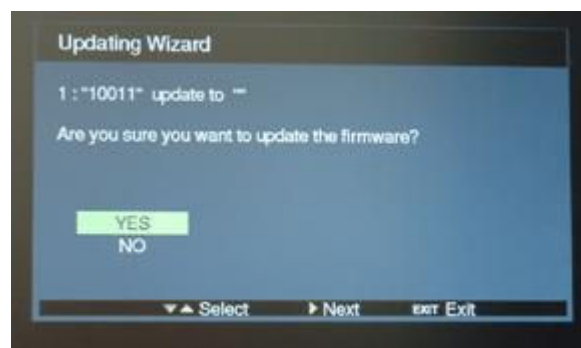 Updating Wizard
1 : "10011" update to ""
Are you sure you want to update the firmware?
YES
NO
▼▲ Select ▶ Next EXIT Exit